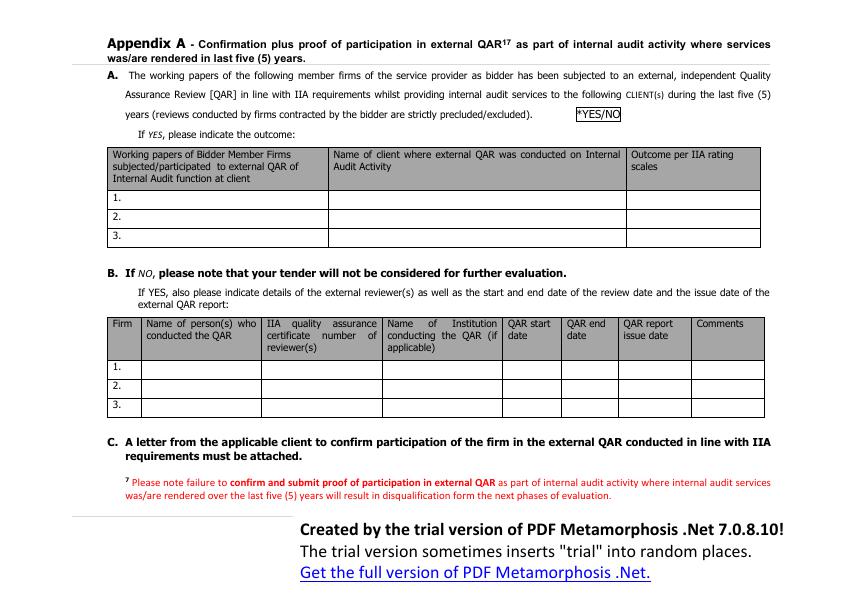 Appendix A - Confirmation plus proof of participation in external QAR17 as part of internal audit activity where services
was/are rendered in last five (5) years.
A. The working papers of the following member firms of the service provider as bidder has been subjected to an external, independent Quality
Assurance Review [QAR] in line with IIA requirements whilst providing internal audit services to the following CLIENT(s) during the last five (5)
years (reviews conducted by firms contracted by the bidder are strictly precluded/excluded). *YES/NO
If YES, please indicate the outcome:
Working papers of Bidder Member Firms
subjected/participated to external QAR of
Internal Audit function at client
Name of client where external QAR was conducted on Internal
Audit Activity
Outcome per IIA rating
scales
1.
2.
3.
B. If NO, please note that your tender will not be considered for further evaluation.
If YES, also please indicate details of the external reviewer(s) as well as the start and end date of the review date and the issue date of the
external QAR report:
Firm
Name of person(s) who
conducted the QAR
IIA quality assurance
certificate number of
reviewer(s)
Name of Institution
conducting the QAR (if
applicable)
QAR start
date
QAR end
date
QAR report
issue date
Comments
1.
2.
3.
C. A letter from the applicable client to confirm participation of the firm in the external QAR conducted in line with IIA
requirements must be attached.
7 Please note failure to confirm and submit proof of participation in external QAR as part of internal audit activity where internal audit services
was/are rendered over the last five (5) years will result in disqualification form the next phases of evaluation.
Created by the trial version of PDF Metamorphosis .Net 7.0.8.10!
The trial version sometimes inserts "trial" into random places.
Get the full version of PDF Metamorphosis .Net.